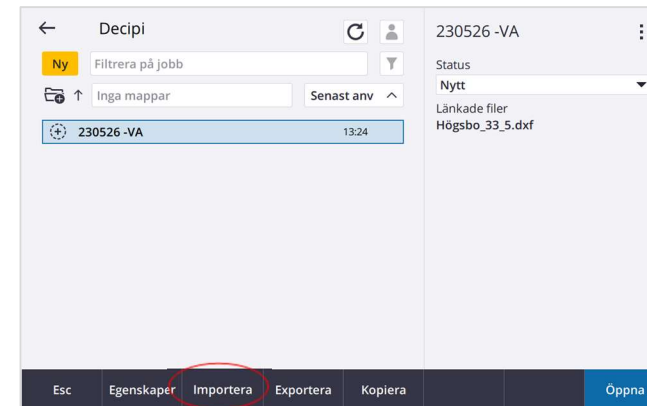 Decipi
Ny
Filtrera på jobb
Inga mappar
Senast anv
230526 -VA
13:24
230526 -VA
Status
Nytt
Länkade filer
Högsbo_33_5.dxf
Esc
Egenskaper
Importera
Exportera
Kopiera
Öppna